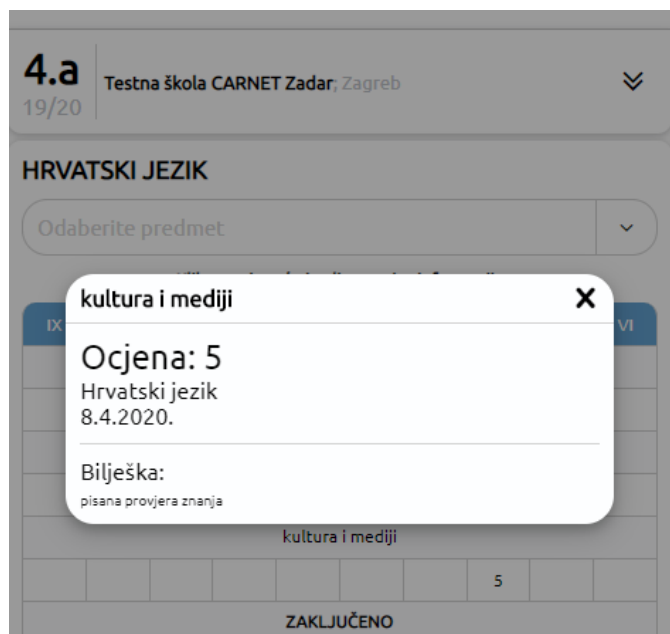 4.a
19/20
Testna škola CARNET Zadar, Zagreb
HRVATSKI JEZIK
Odaberite predmet
IX
VI
kultura i mediji
X
Ocjena: 5
Hrvatski jezik
8.4.2020.
Bilješka:
pisana provjera znanja
kultura i mediji
5
ZAKLJUČENO